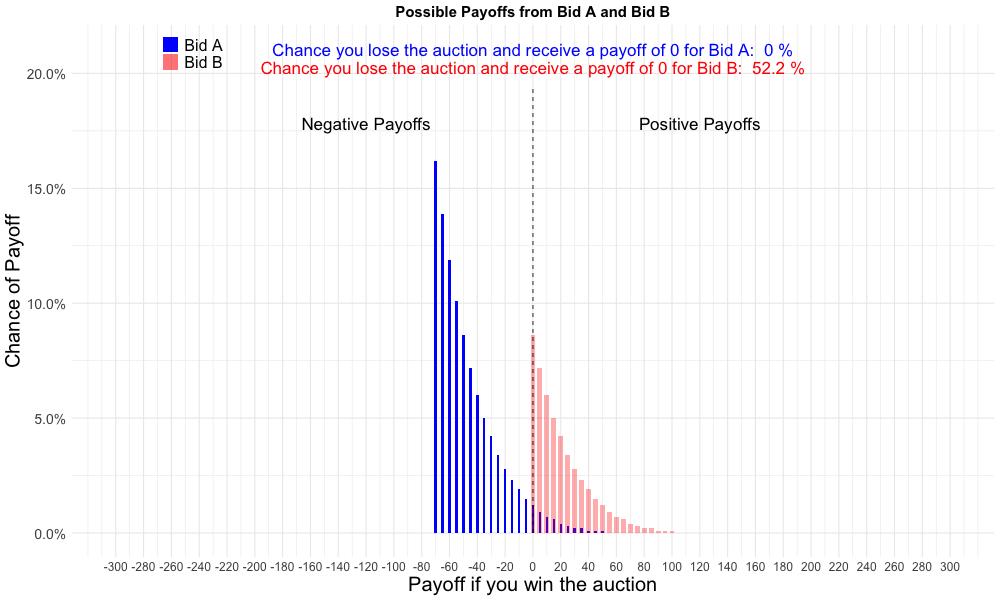 Possible Payoffs from Bid A and Bid B
Bid A
Bid B
Chance you lose the auction and receive a payoff of 0 for Bid A:  0 %
Chance you lose the auction and receive a payoff of 0 for Bid B:  52.2 %
Negative Payoffs
Positive Payoffs
Chance of Payoff
20.0%
15.0%
10.0%
5.0%
0.0%
-300 -280 -260 -240 -220 -200 -180 -160 -140 -120 -100 -80 -60 -40 -20 0 20 40 60 80 100 120 140 160 180 200 220 240 260 280 300
Payoff if you win the auction